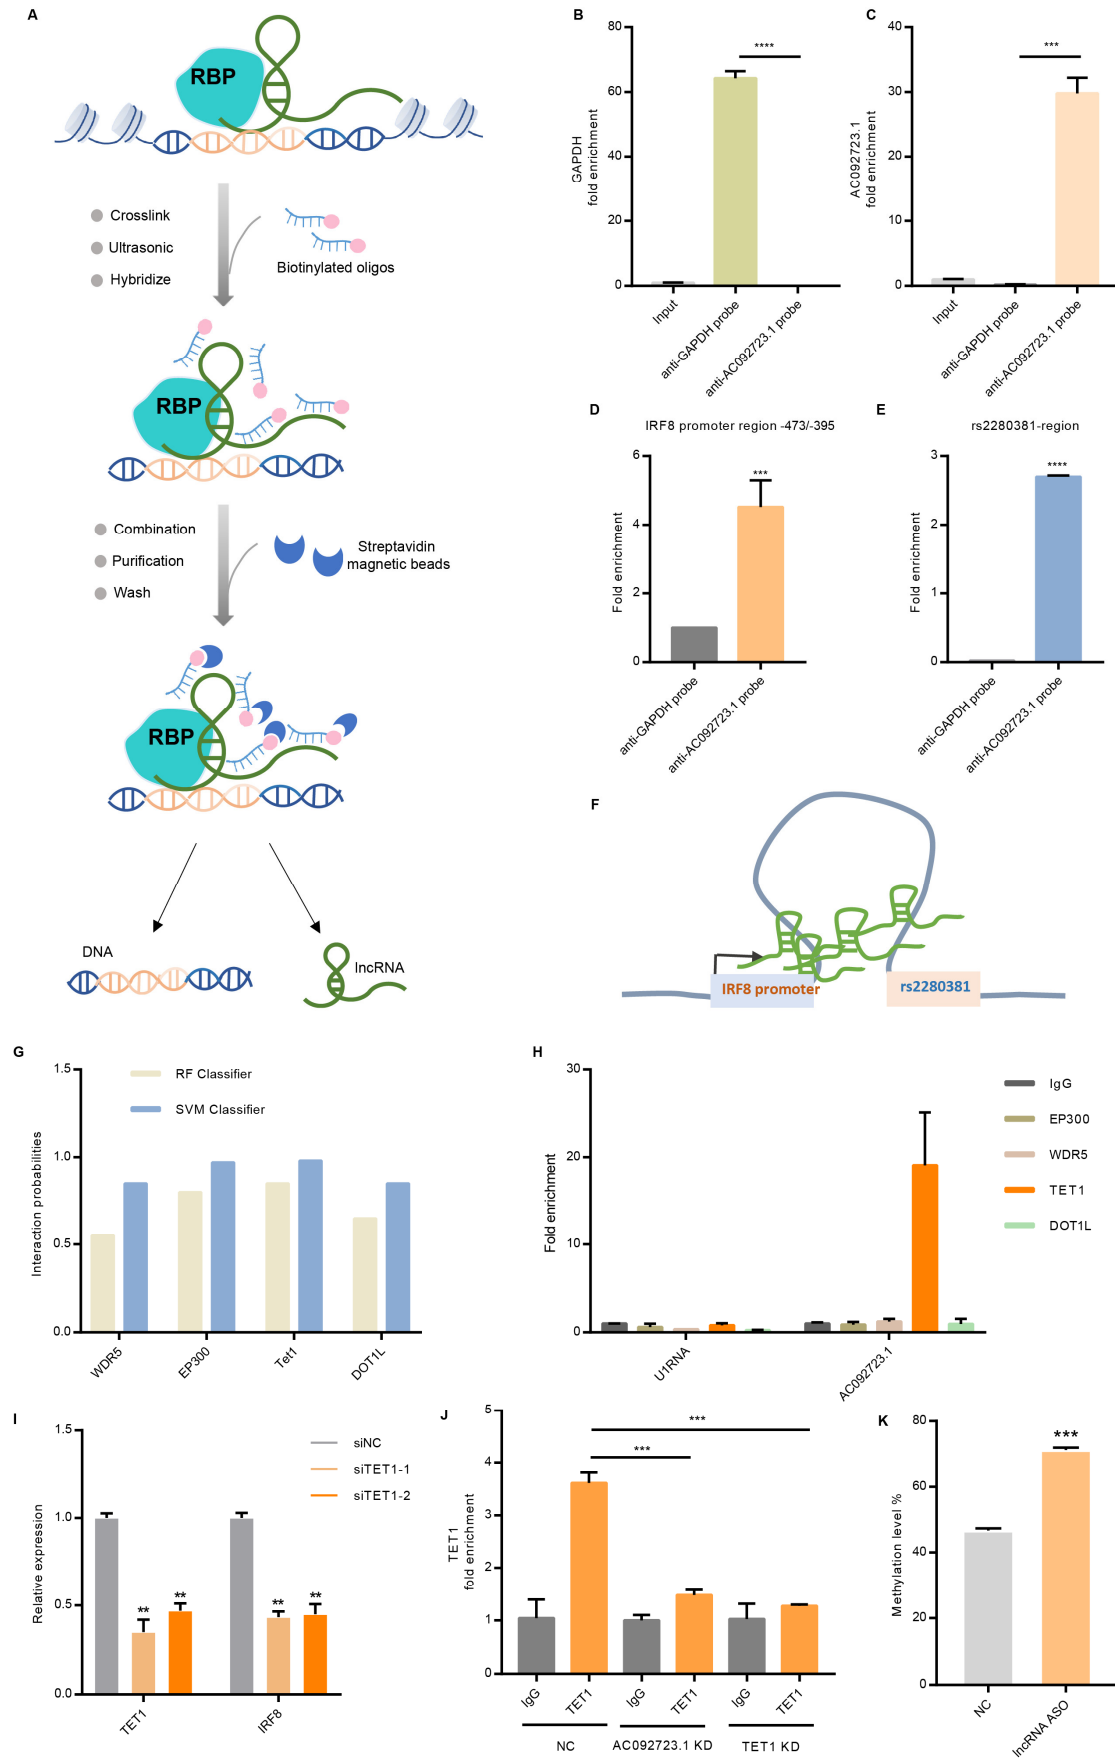 A
RBP
Crosslink
Ultrasonic
Hybridize
Biotinylated oligos
RBP
Combination
Purification
Wash
Streptavidin
magnetic beads
RBP
DNA
lncRNA
B
GAPDH
fold enrichment
80
60
40
20
0
****
Input
anti-GAPDH probe
anti-AC092723.1 probe
C
AC092723.1
fold enrichment
40
30
20
10
0
***
Input
anti-GAPDH probe
anti-AC092723.1 probe
D
IRF8 promoter region -473/-395
Fold enrichment
6
4
2
0
***
anti-GAPDH probe
anti-AC092723.1 probe
E
rs2280381-region
Fold enrichment
3
2
1
0
****
anti-GAPDH probe
anti-AC092723.1 probe
F
IRF8 promoter
rs2280381
G
Interaction probabilities
1.5
1.0
0.5
0.0
RF Classifier
SVM Classifier
WDR5
EP300
Tet1
DOT1L
H
Fold enrichment
30
20
10
0
IgG
EP300
WDR5
TET1
DOT1L
U1RNA
AC092723.1
I
Relative expression
1.5
1.0
0.5
0.0
siNC
siTET1-1
siTET1-2
** **
** **
TET1
IRF8
J
TET1
fold enrichment
5
4
3
2
1
0
***
***
IgG
TET1
IgG
TET1
IgG
TET1
NC
AC092723.1 KD
TET1 KD
K
Methylation level %
80
60
40
20
0
***
NC
lncRNA ASO